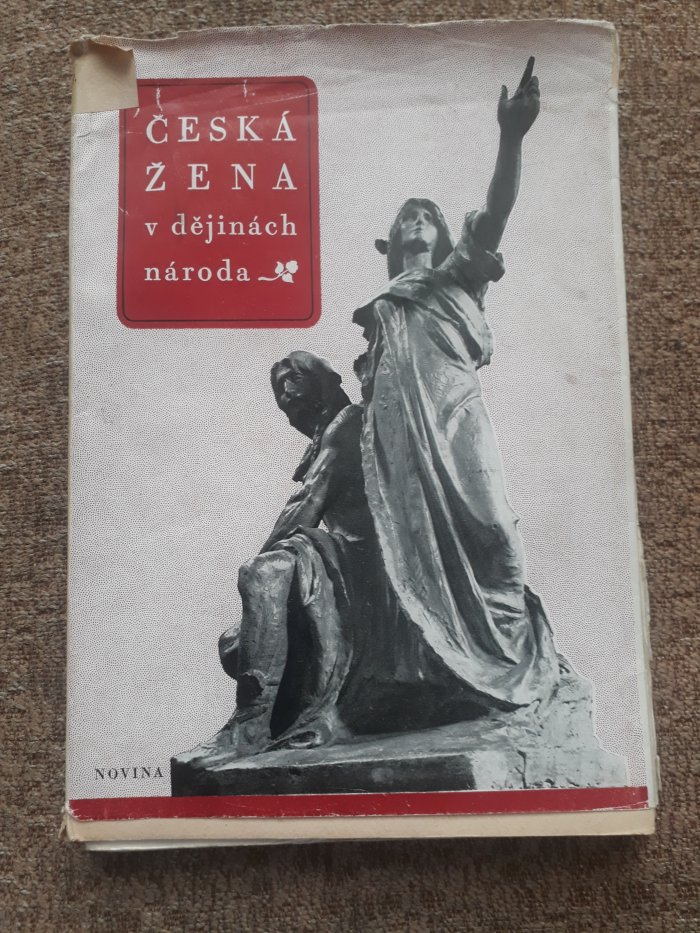 ČESKÁ
ŽENA
v dějinách
národa
NOVINA